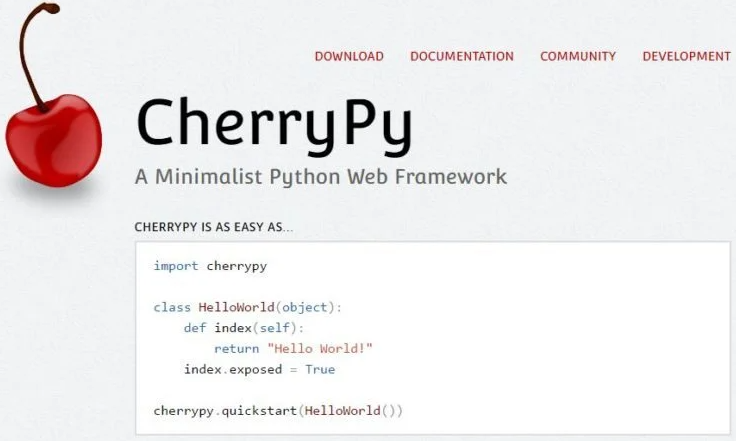 DOWNLOAD DOCUMENTATION COMMUNITY DEVELOPMENT
CherryPy
A Minimalist Python Web Framework
CHERRYPY IS AS EASY AS...
import cherrypy
class HelloWorld(object):
    def index(self):
        return "Hello World!"
    index.exposed = True
cherrypy.quickstart(HelloWorld())